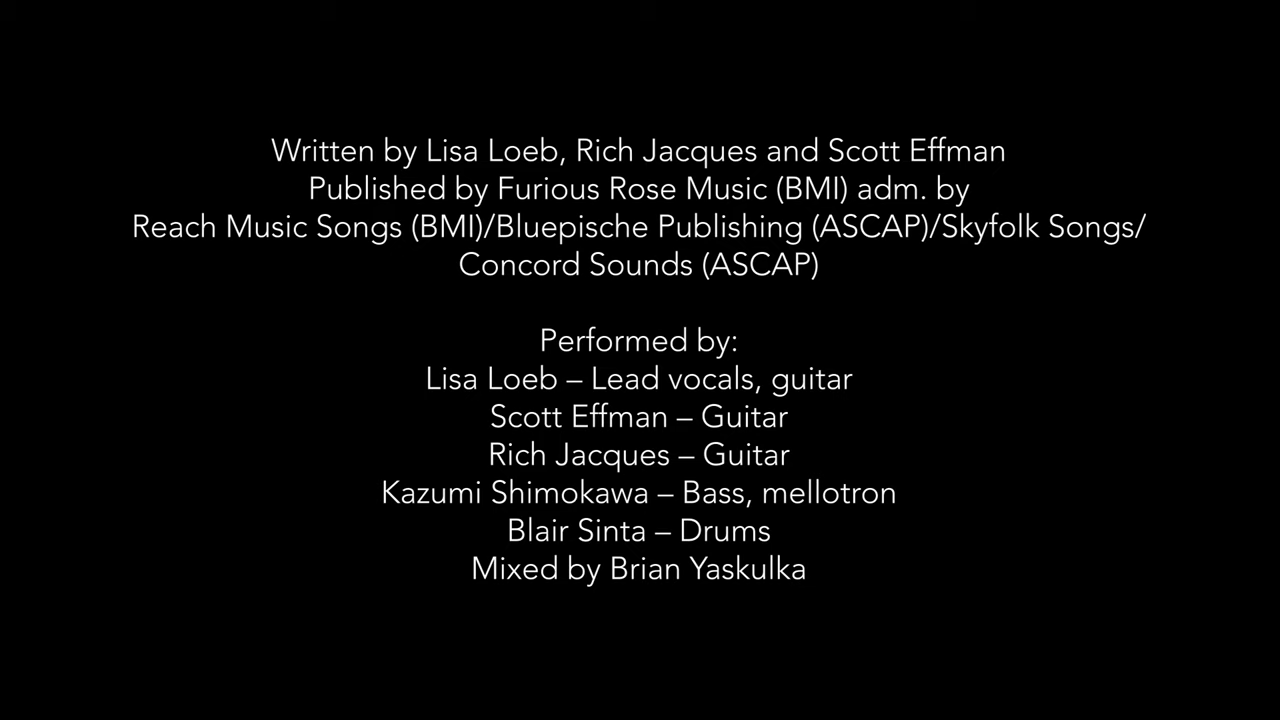 Written by Lisa Loeb, Rich Jacques and Scott Effman
Published by Furious Rose Music (BMI) adm. by
Reach Music Songs (BMI)/Bluepische Publishing (ASCAP)/Skyfolk Songs/
Concord Sounds (ASCAP)
Performed by:
Lisa Loeb – Lead vocals, guitar
Scott Effman – Guitar
Rich Jacques – Guitar
Kazumi Shimokawa – Bass, mellotron
Blair Sinta – Drums
Mixed by Brian Yaskulka